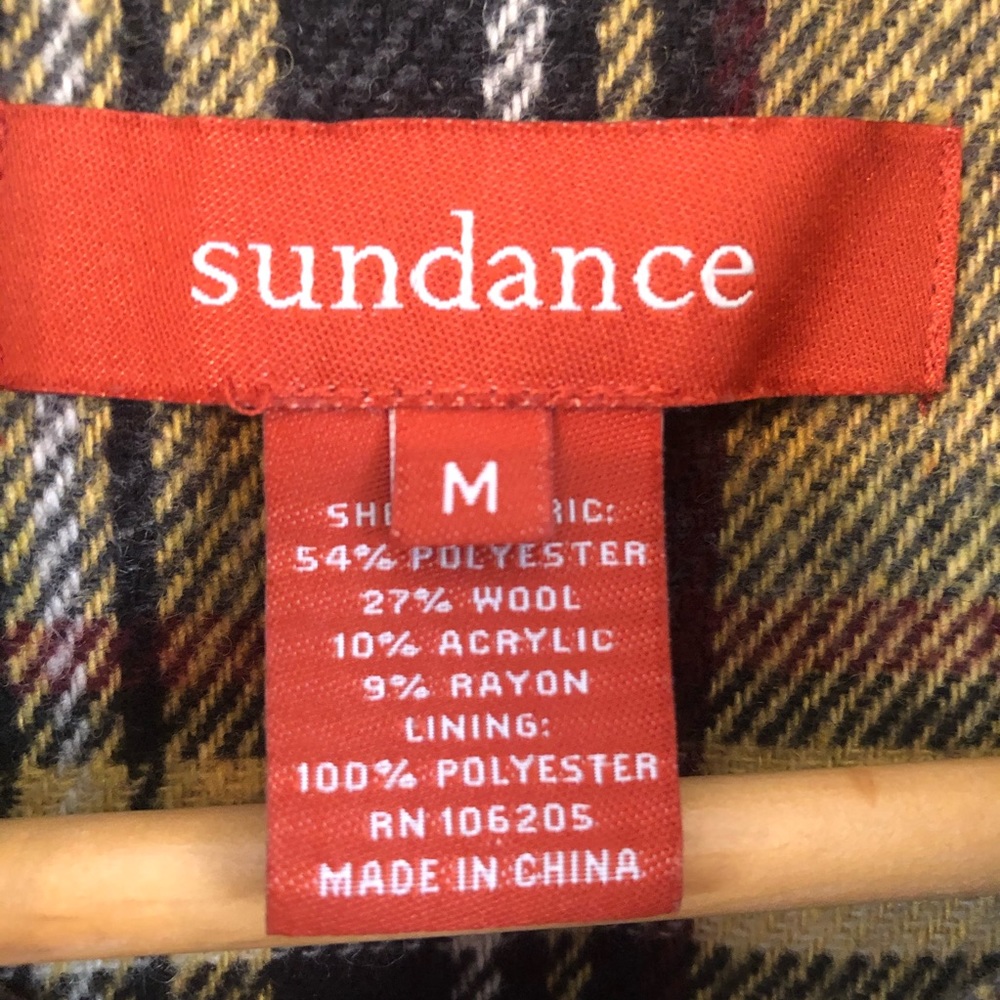 sundance
M
54% POLYESTER
27% WOOL
10% ACRYLIC
9% RAYON
LINING:
100% POLYESTER
RN 106205
MADE IN CHINA